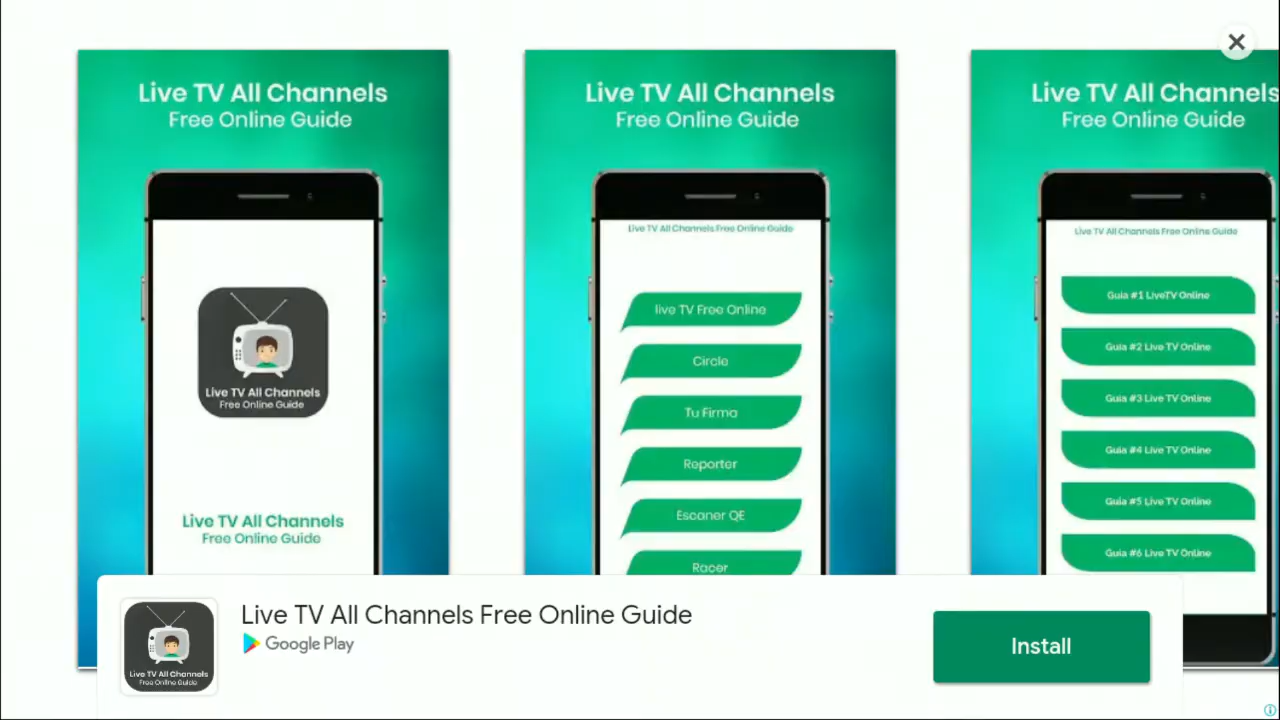 Live TV All Channels
Free Online Guide
Live TV All Channels
Free Online Guide
Live TV All Channels
Free Online Guide
Live TV All Channels
Free Online Guide
Live TV All Channels
Free Online Guide
Live TV All Channels Free Online Guide
live TV Free Online
Circle
Tu Firma
Reporter
Escaner QE
Racer
Live TV All Channels Free Online Guide
Guia #1 LiveTV Online
Guia #2 Live TV Online
Guia #3 Live TV Online
Guia #4 Live TV Online
Guia #5 Live TV Online
Guia #6 Live TV Online
Live TV All Channels
Free Online Guide
Live TV All Channels Free Online Guide
Google Play
Install